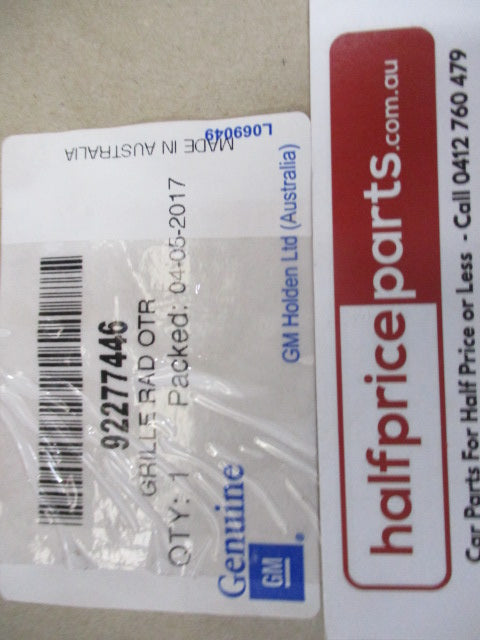 L069049
MADE IN AUSTRALIA
92277446
GRILLE RAD OTR
QTY: 1 Packed: 04-05-2017
Genuine
GM
GM Holden Ltd (Australia)
halfpriceparts.com.au
Car Parts For Half Price or Less - Call 0412 760 479